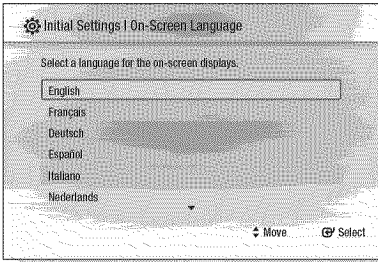 Initial Settings I On-Screen Language
Select a language for the on-screen displays.
English
Français
Deutsch
Español
Italiano
Nederlands
Move Select